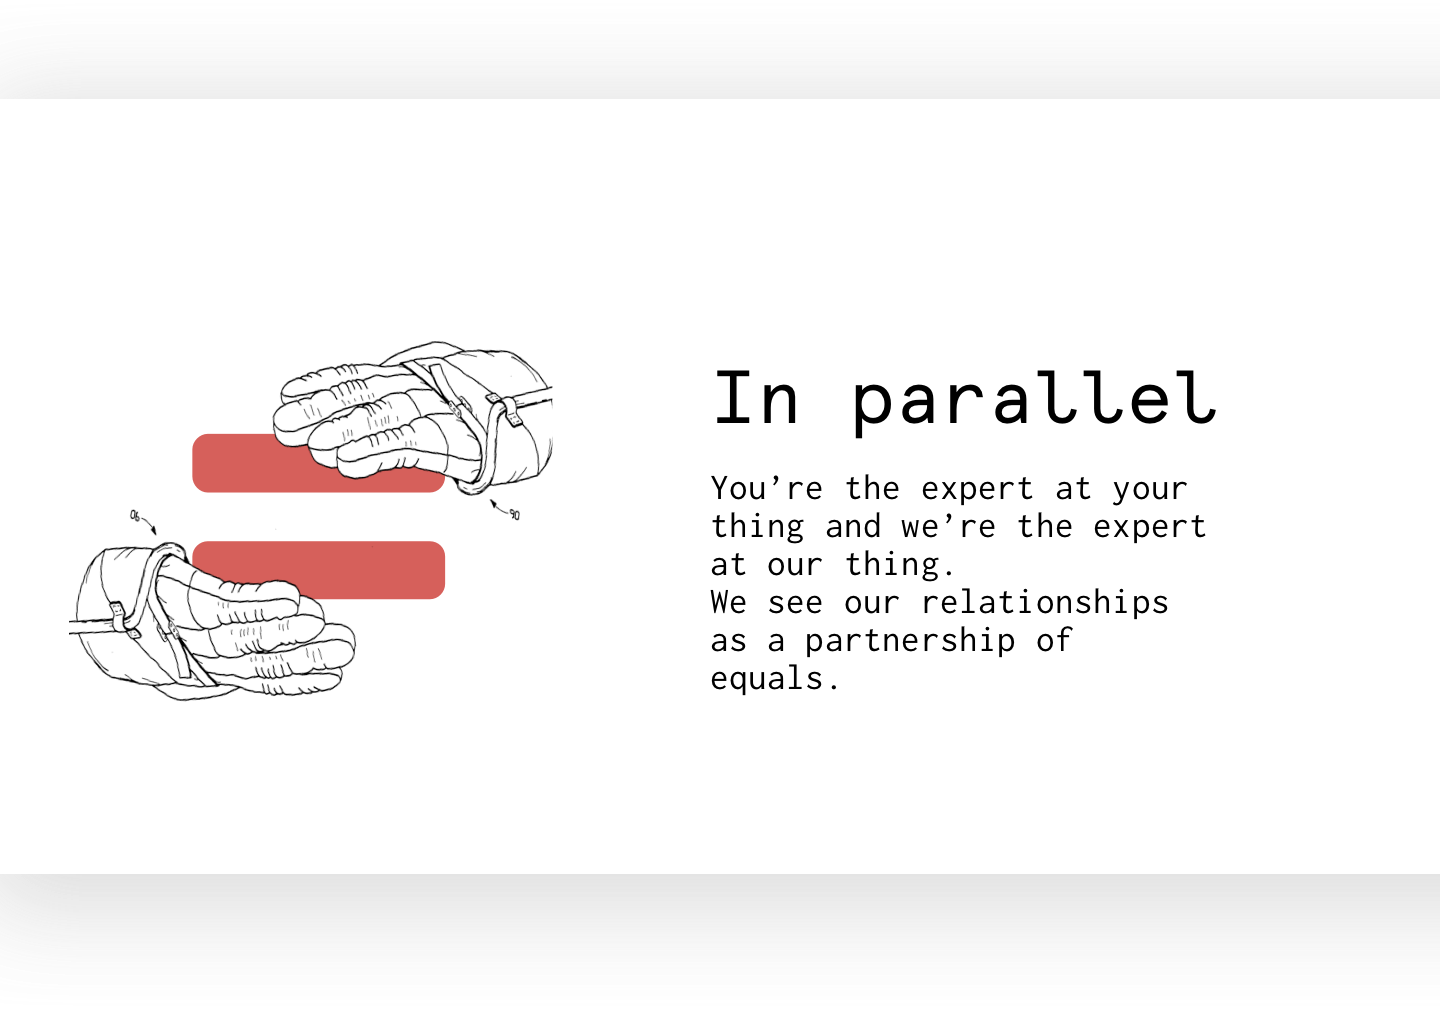 In parallel
You’re the expert at your
thing and we’re the expert
at our thing.
We see our relationships
as a partnership of
equals.
90
90